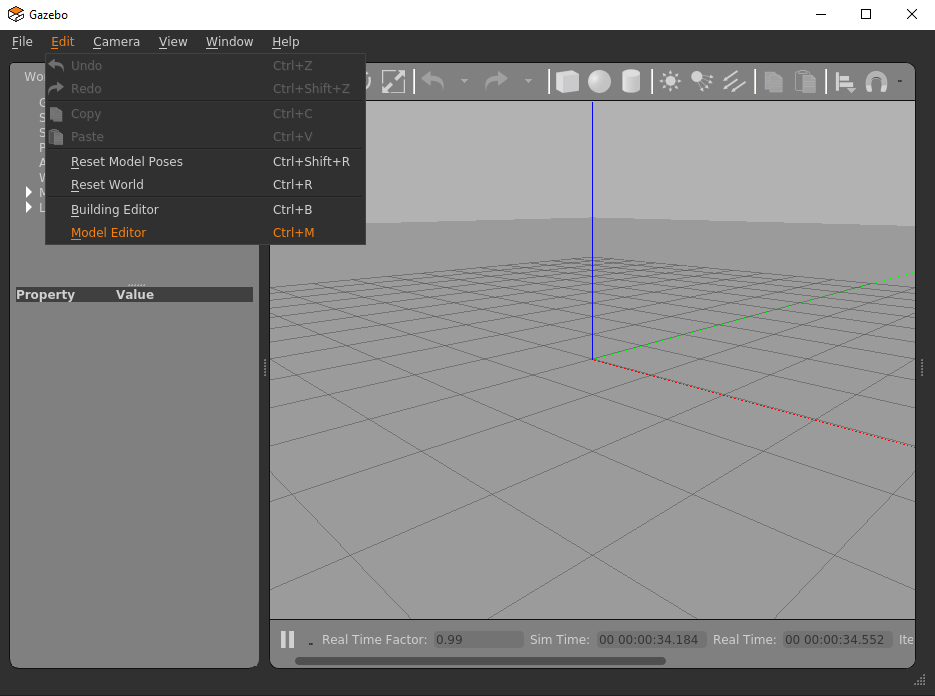 Gazebo
File Edit Camera View Window Help
Undo Ctrl+Z
Redo Ctrl+Shift+Z
Copy Ctrl+C
Paste Ctrl+V
Reset Model Poses Ctrl+Shift+R
Reset World Ctrl+R
Building Editor Ctrl+B
Model Editor Ctrl+M
Property Value
Real Time Factor: 0.99 Sim Time: 00 00:00:34.184 Real Time: 00 00:00:34.552